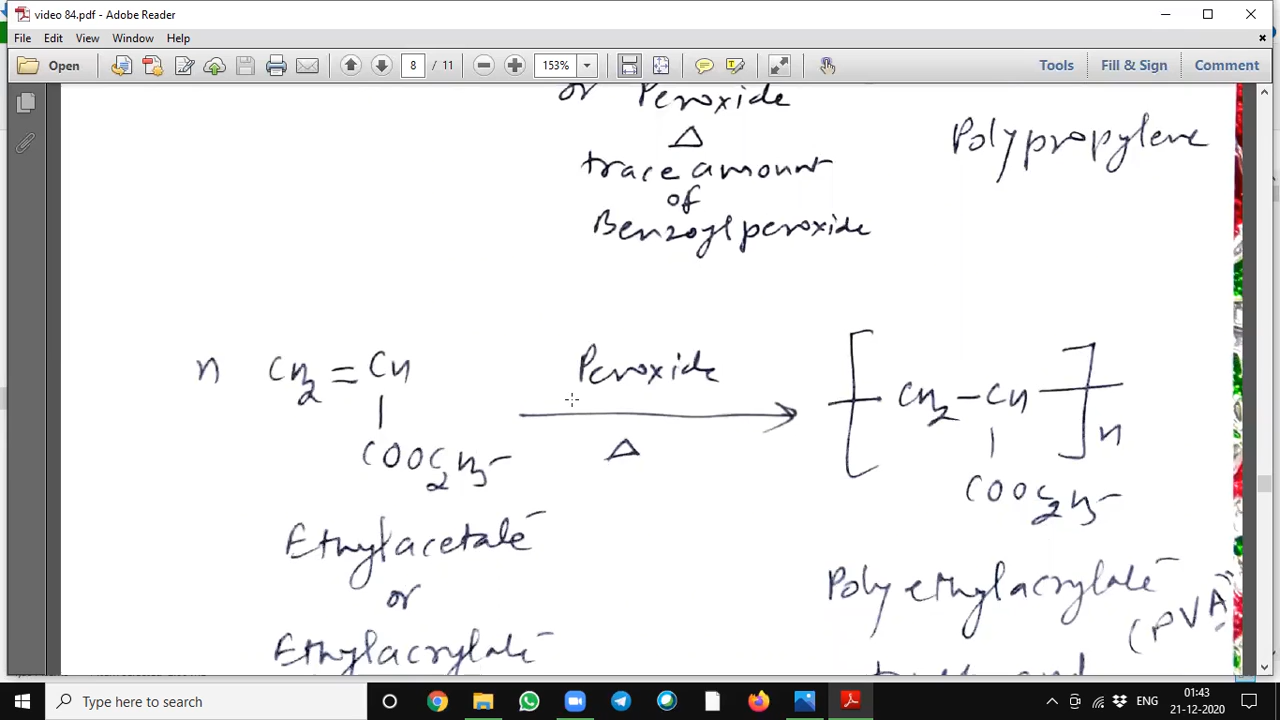 video 84.pdf - Adobe Reader
File Edit View Window Help
Open 8 / 11 153% Tools Fill & Sign Comment
or Peroxide
Δ
trace amount
of
Benzoylperoxide
Polypropylene
n CH2=CH
COOC2H5
Peroxide
Δ
[CH2-CH]n
COOC2H5
Ethylacetate
or
Ethylacrylate
Polyethylacrylate
(PVA
Type here to search
ENG
01:43
21-12-2020